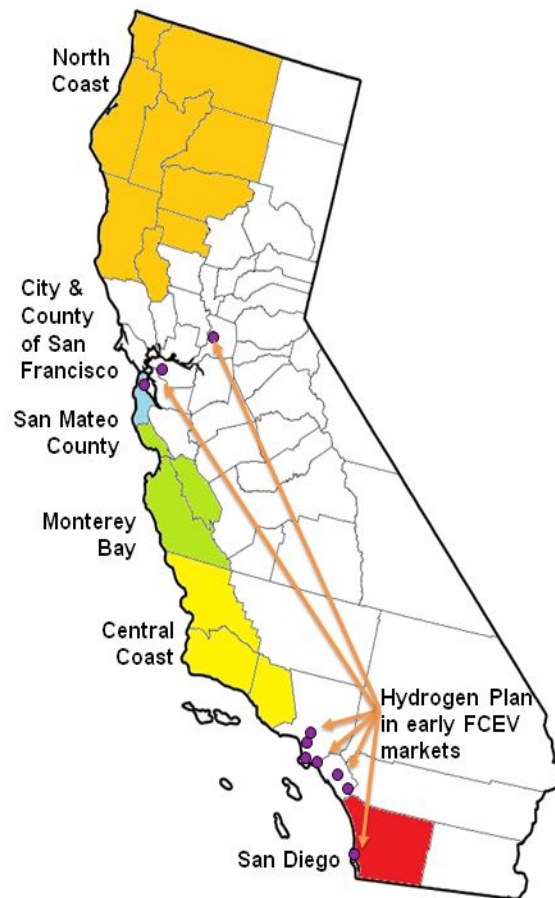 North
Coast
City &
County
of San
Francisco
San Mateo
County
Monterey
Bay
Central
Coast
Hydrogen Plan
in early FCEV
markets
San Diego